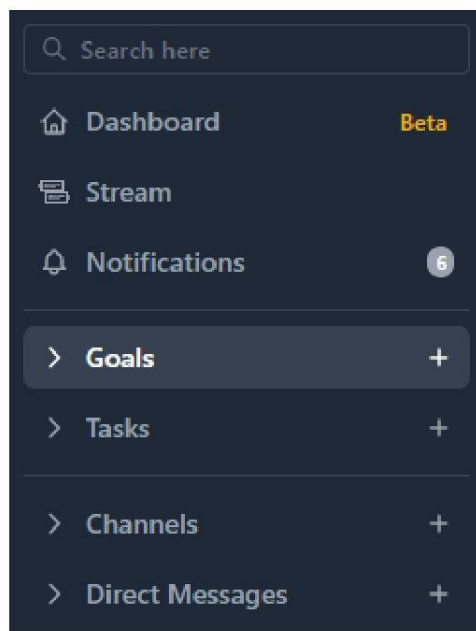 Search here
Dashboard Beta
Stream
Notifications 6
Goals +
Tasks +
Channels +
Direct Messages +